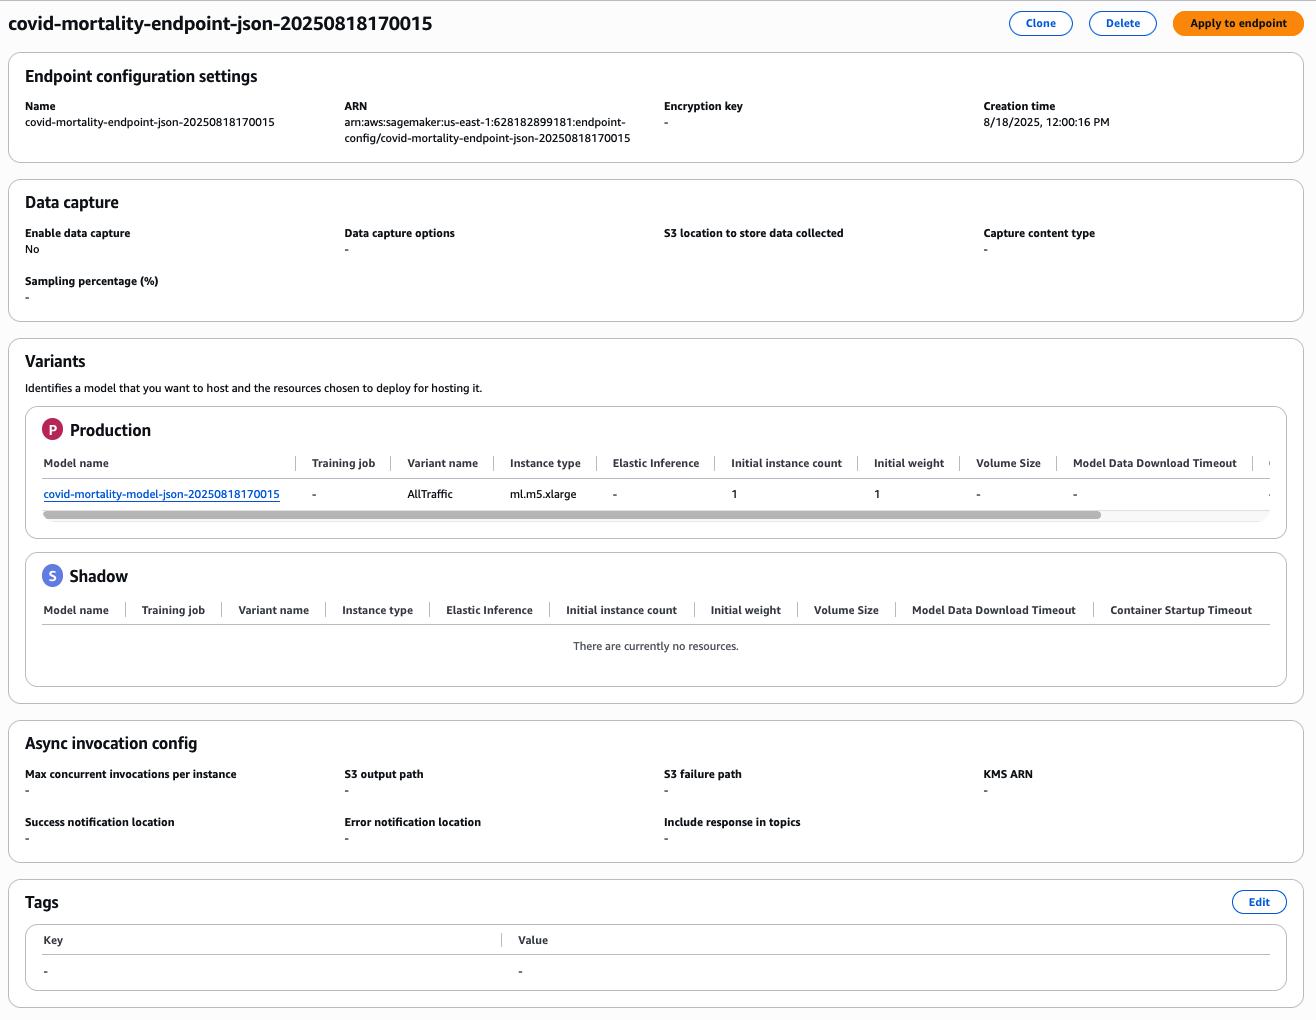 covid-mortality-endpoint-json-20250818170015
Clone
Delete
Apply to endpoint
Endpoint configuration settings
Name
covid-mortality-endpoint-json-20250818170015
ARN
arn:aws:sagemaker:us-east-1:628182899181:endpoint-
config/covid-mortality-endpoint-json-20250818170015
Encryption key
-
Creation time
8/18/2025, 12:00:16 PM
Data capture
Enable data capture
No
Data capture options
-
S3 location to store data collected
Capture content type
-
Sampling percentage (%)
-
Variants
Identifies a model that you want to host and the resources chosen to deploy for hosting it.
P Production
Model name Training job Variant name Instance type Elastic Inference Initial instance count Initial weight Volume Size Model Data Download Timeout
covid-mortality-model-json-20250818170015 - AllTraffic ml.m5.xlarge - 1 1 - -
S Shadow
Model name Training job Variant name Instance type Elastic Inference Initial instance count Initial weight Volume Size Model Data Download Timeout Container Startup Timeout
There are currently no resources.
Async invocation config
Max concurrent invocations per instance
-
S3 output path
-
S3 failure path
-
KMS ARN
-
Success notification location
-
Error notification location
-
Include response in topics
-
Tags
Edit
Key Value
- -